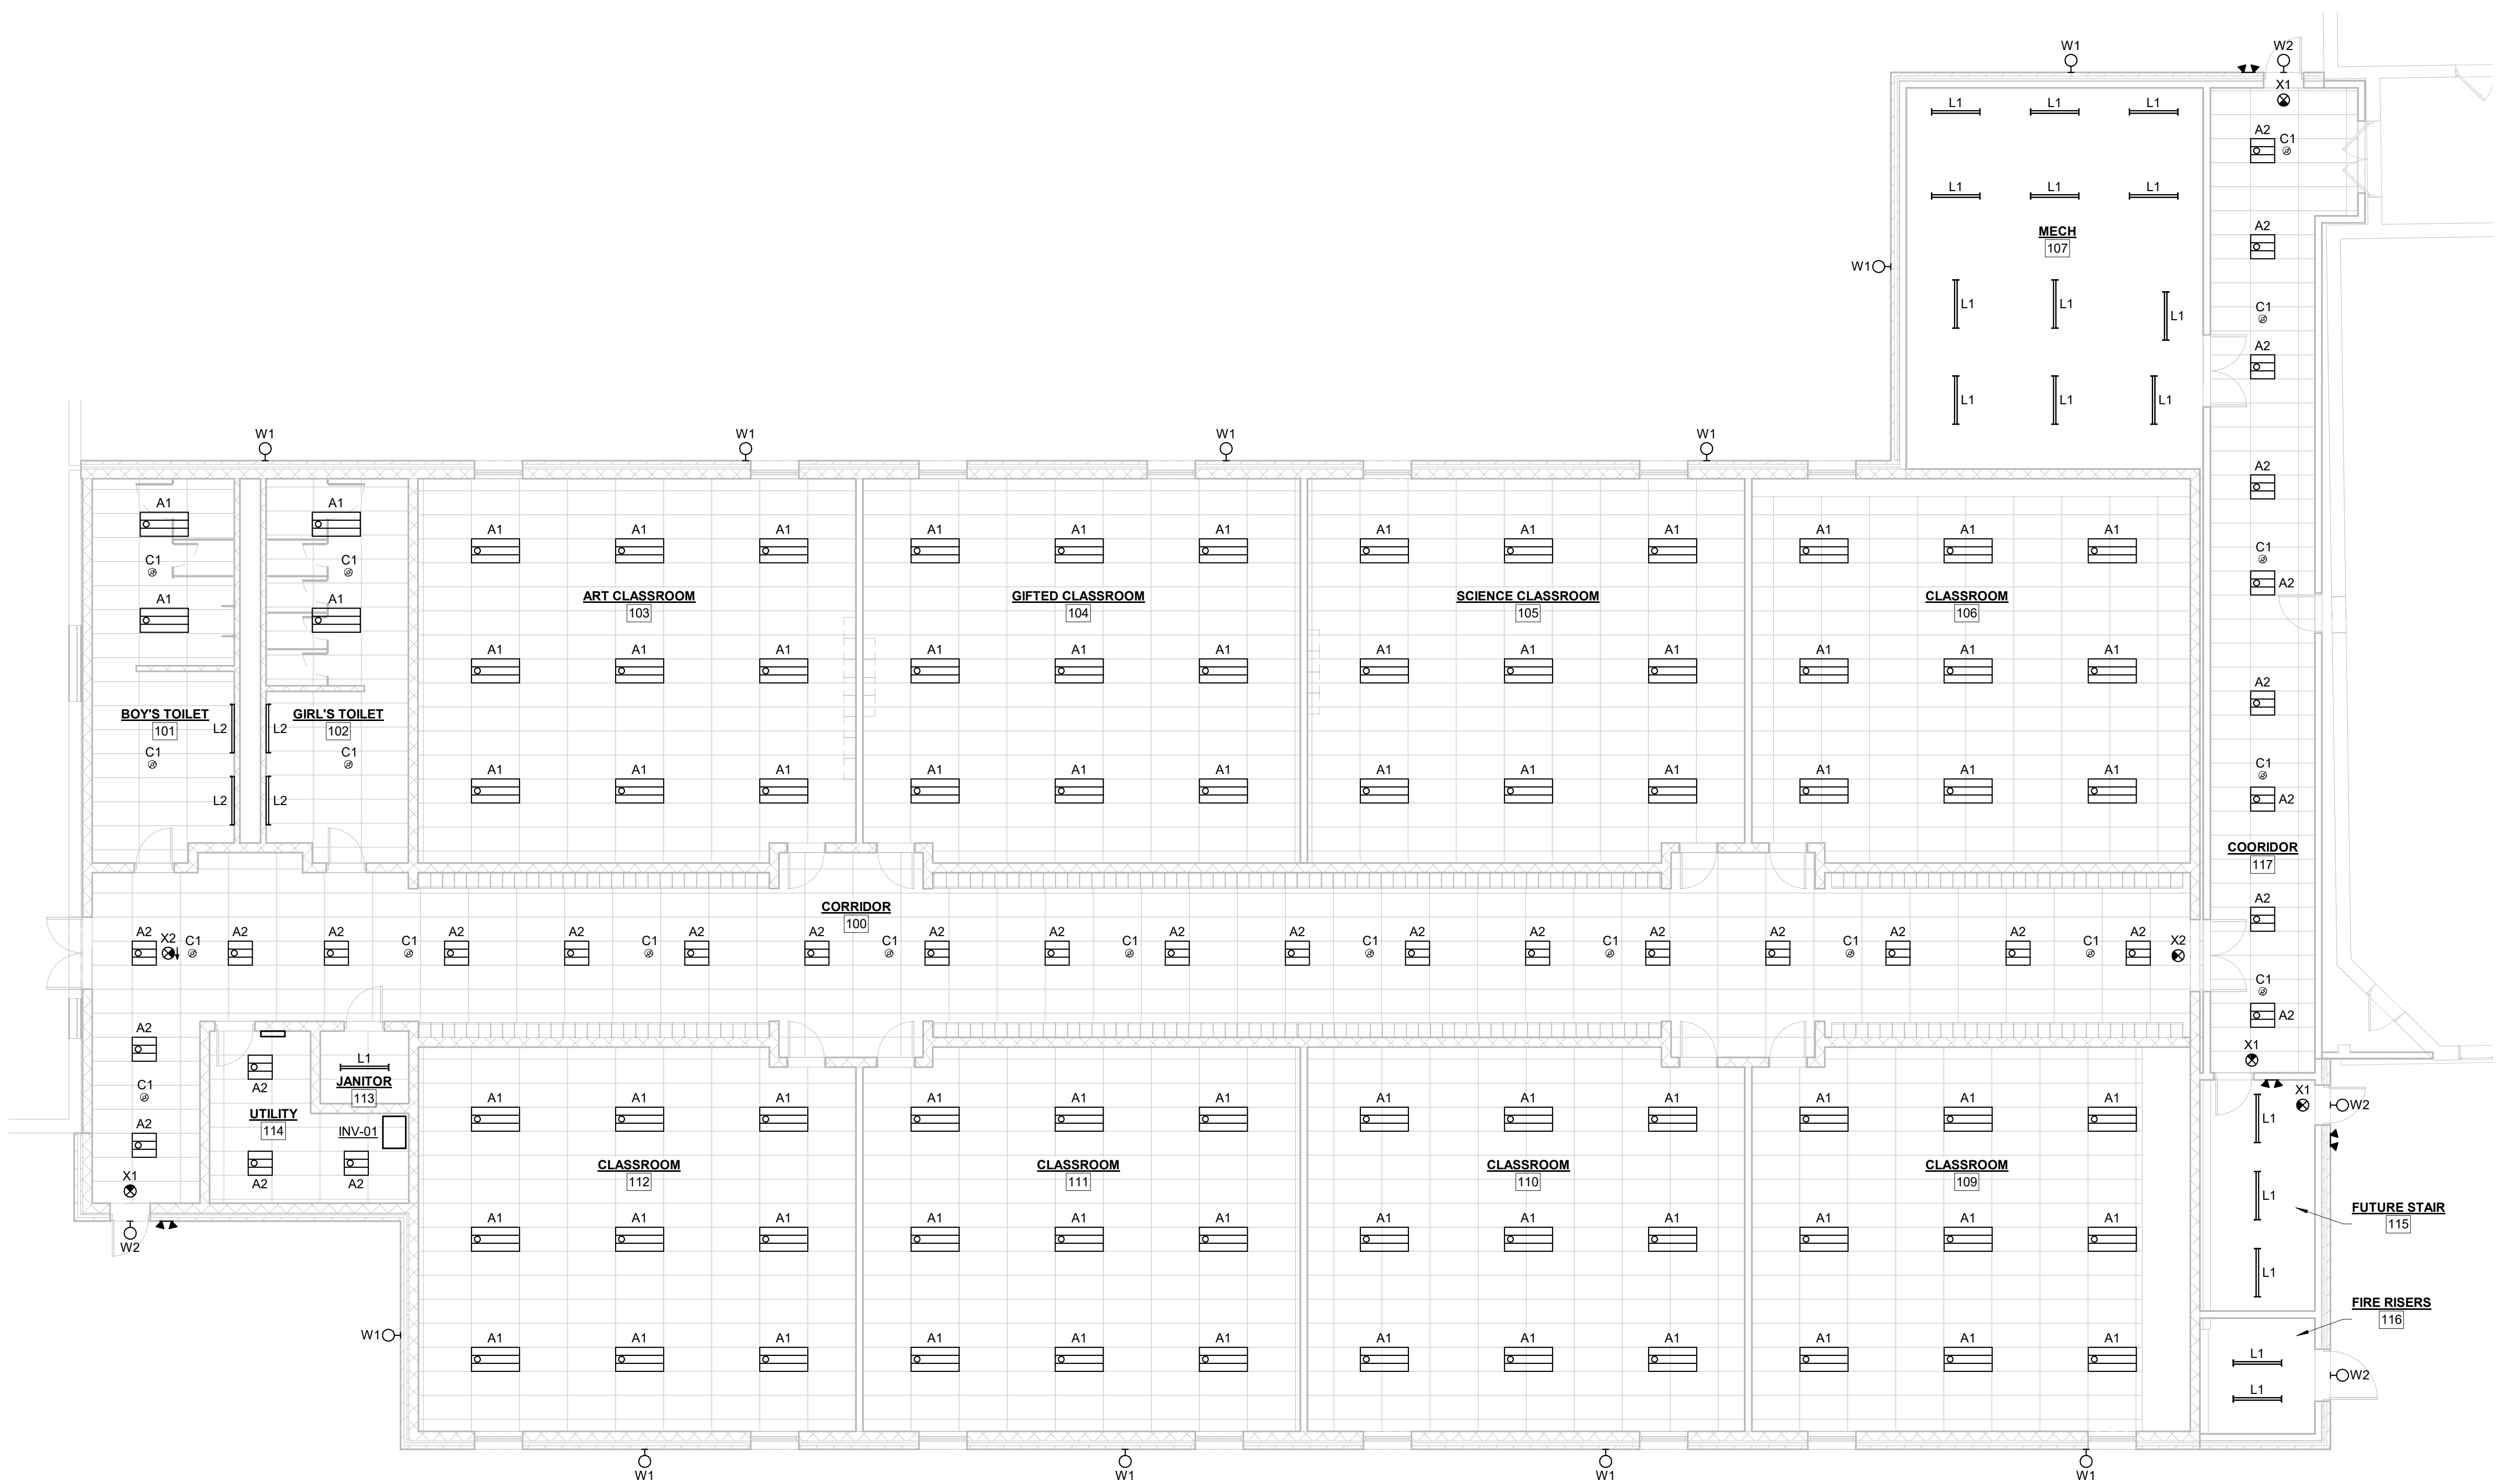 W1 W2
X1
L1 L1 L1 A2 C1
L1 L1 L1
MECH
107
A2
W1
L1 L1 L1 C1
A2
L1 L1 L1
W1 W1 W1 W1
A2
A1 A1
A1 A1 A1 A1 A1 A1 A1 A1 A1 A1 A1 A1
C1 C1 C1
A2
ART CLASSROOM GIFTED CLASSROOM SCIENCE CLASSROOM CLASSROOM
103 104 105 106
A1 A1
A1 A1 A1 A1 A1 A1 A1 A1 A1 A1 A1 A1
A2
BOY'S TOILET GIRL'S TOILET
101 L2 L2 102
C1 C1
A1 A1 A1 A1 A1 A1 A1 A1 A1 A1 A1 A1
C1
L2 L2 A2
COORIDOR
117
CORRIDOR
100
A2
A2 X2 C1 A2 A2 C1 A2 A2 C1 A2 A2 C1 A2 A2 C1 A2 A2 C1 A2 A2 C1 A2 A2 C1 A2 A2 C1 A2 X2
C1
A2
A2
X1
L1
JANITOR
113
C1 A2
X1 W2
UTILITY
114
INV-01
A1 A1 A1 A1 A1 A1 A1 A1 A1 A1 A1 A1
L1
A2
CLASSROOM CLASSROOM CLASSROOM CLASSROOM
112 111 110 109
X1 A2 A2
L1
FUTURE STAIR
115
A1 A1 A1 A1 A1 A1 A1 A1 A1 A1 A1 A1
W2
L1
FIRE RISERS
116
W1
A1 A1 A1 A1 A1 A1 A1 A1 A1 A1 A1 A1
L1
W2
L1
W1 W1 W1 W1